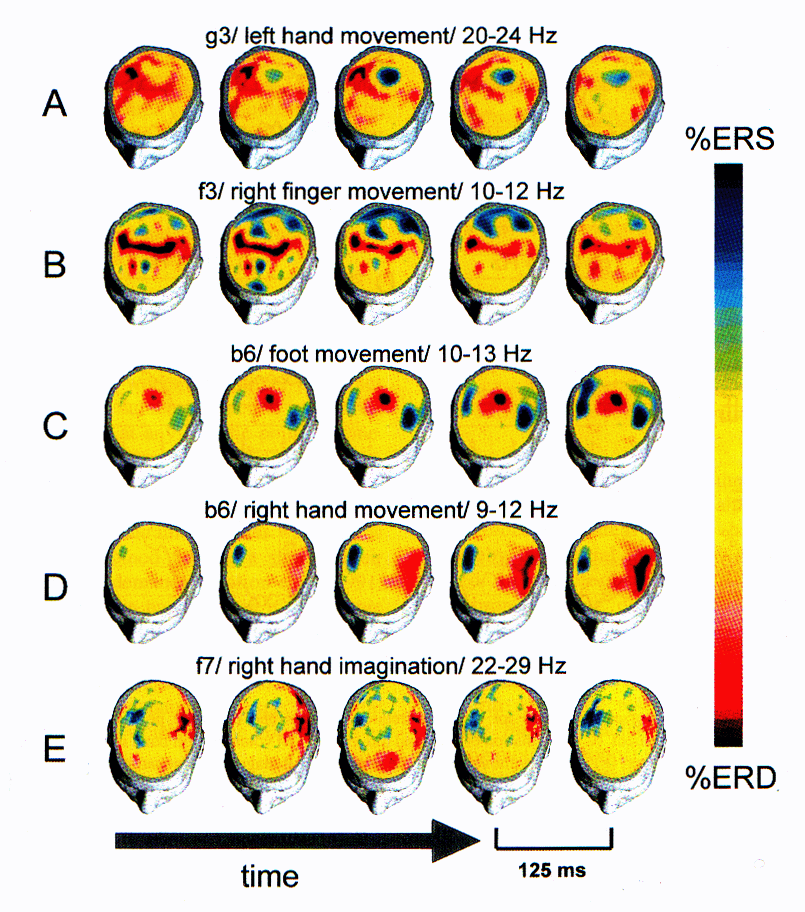 g3/ left hand movement/ 20-24 Hz
A
%ERS
f3/ right finger movement/ 10-12 Hz
B
b6/ foot movement/ 10-13 Hz
C
b6/ right hand movement/ 9-12 Hz
D
f7/ right hand imagination/ 22-29 Hz
E
%ERD
125 ms
time